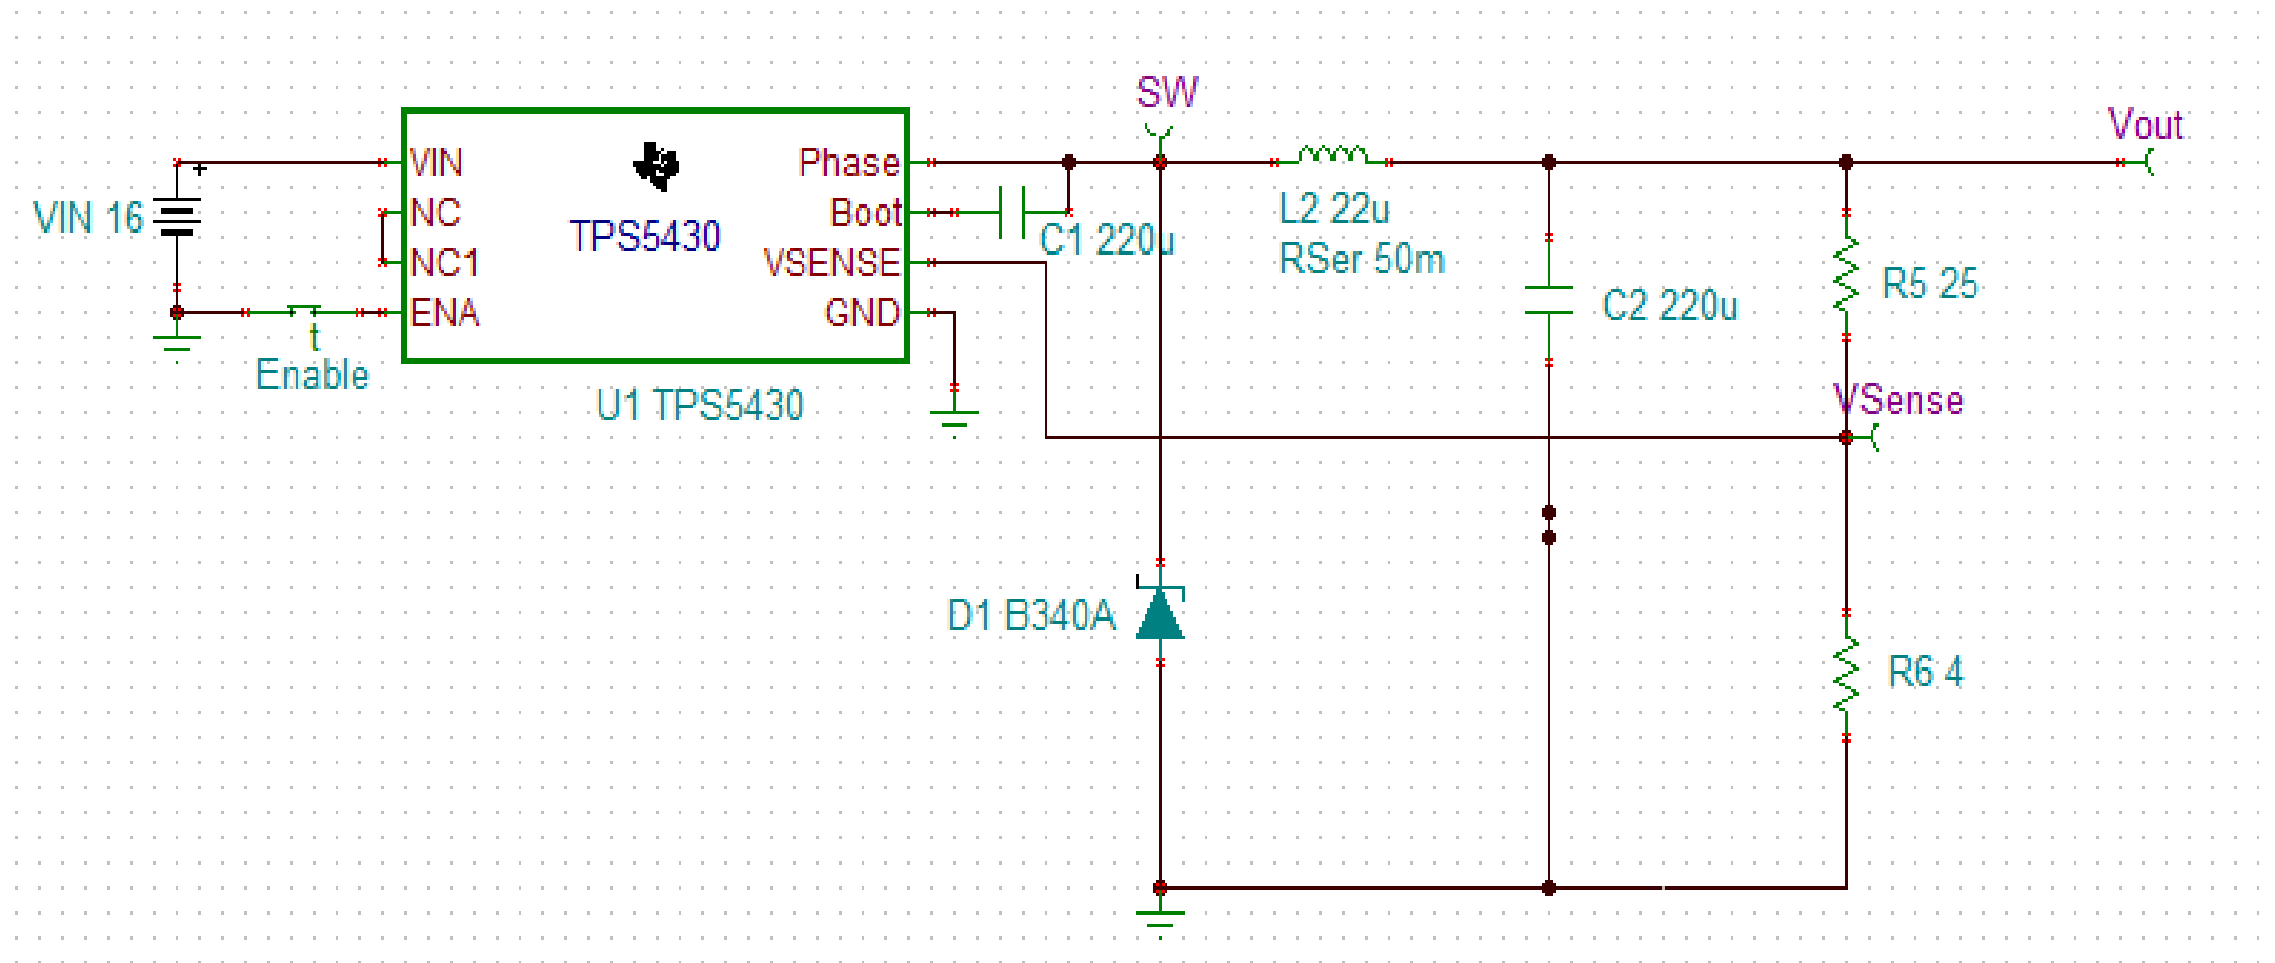 SW
Vout
VIN
Phase
VIN 16
NC
Boot
TPS5430
C1 220u
L2 22u
RSer 50m
NC1
VSENSE
R5 25
C2 220u
ENA
GND
t
Enable
U1 TPS5430
VSense
D1 B340A
R6 4